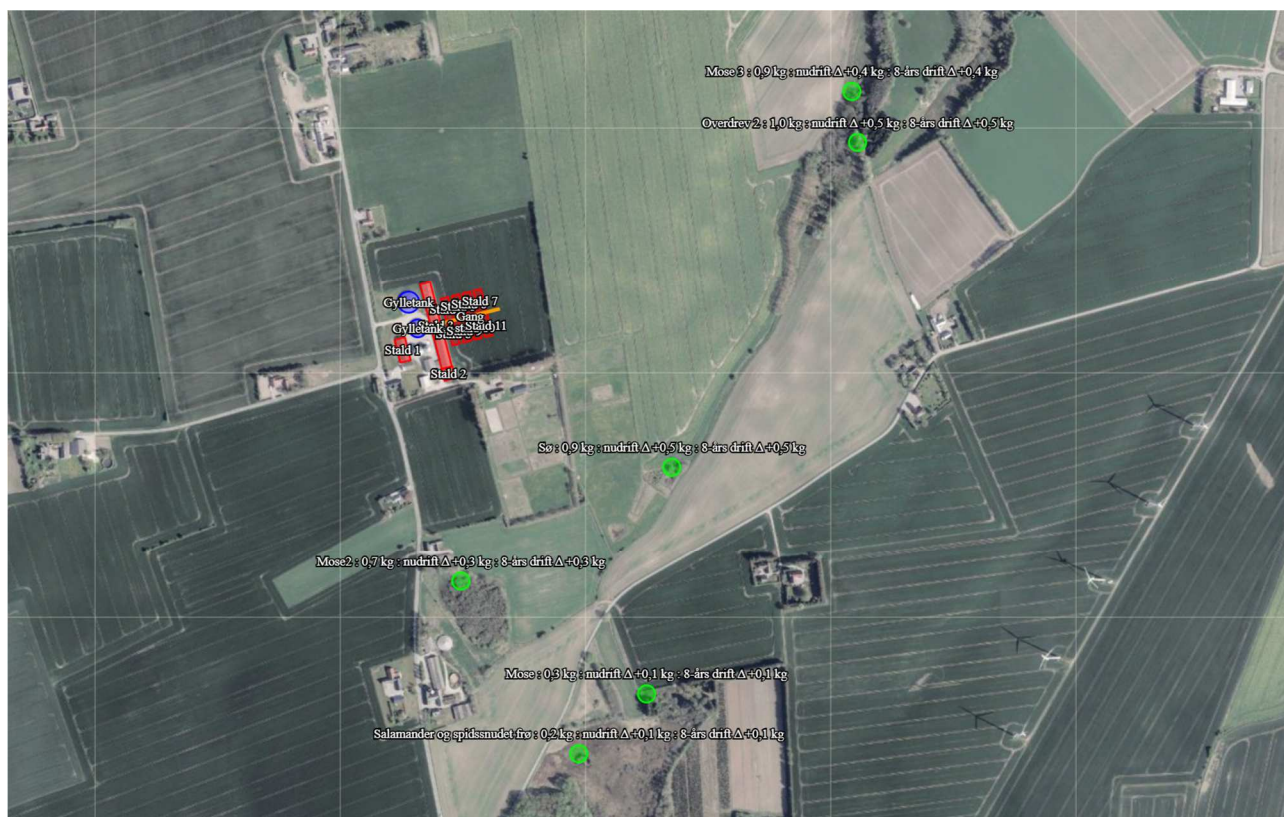 Mose 3 : 0,9 kg : nudrift Δ +0,4 kg : 8-års drift Δ +0,4 kg
Overdrev 2 : 1,0 kg : nudrift Δ +0,5 kg : 8-års drift Δ +0,5 kg
Gylletank
Stald 7
Gang
Gylletank
Stald 11
Stald 1
Stald 2
Sø : 0,9 kg : nudrift Δ +0,5 kg : 8-års drift Δ +0,5 kg
Mose2 : 0,7 kg : nudrift Δ +0,3 kg : 8-års drift Δ +0,3 kg
Mose : 0,3 kg : nudrift Δ +0,1 kg : 8-års drift Δ +0,1 kg
Salamander og spidssnudet frø : 0,2 kg : nudrift Δ +0,1 kg : 8-års drift Δ +0,1 kg